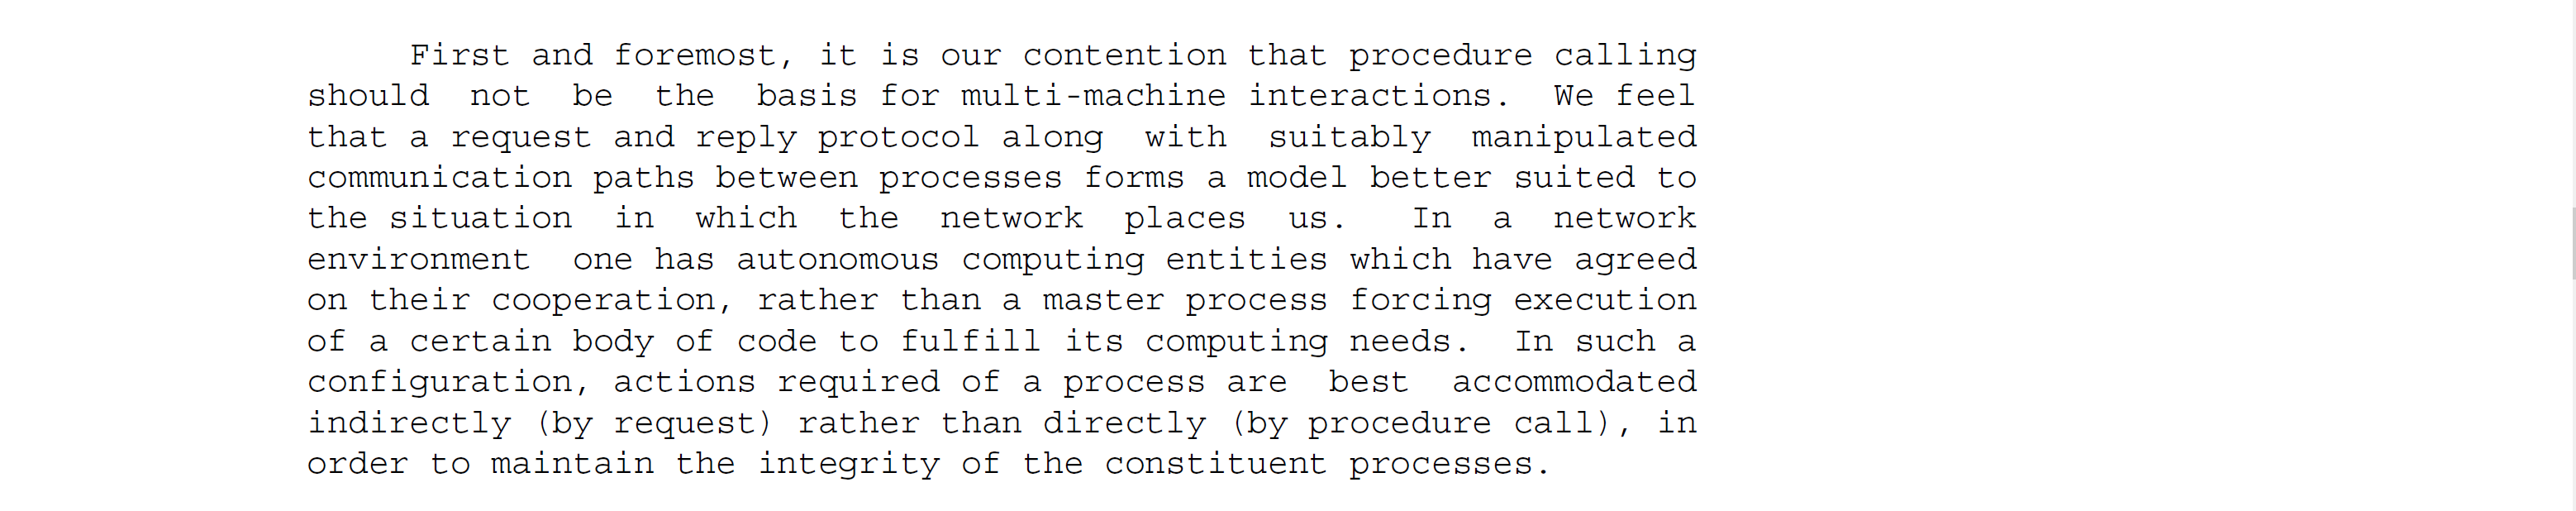 First and foremost, it is our contention that procedure calling
should not be the basis for multi-machine interactions. We feel
that a request and reply protocol along with suitably manipulated
communication paths between processes forms a model better suited to
the situation in which the network places us. In a network
environment one has autonomous computing entities which have agreed
on their cooperation, rather than a master process forcing execution
of a certain body of code to fulfill its computing needs. In such a
configuration, actions required of a process are best accommodated
indirectly (by request) rather than directly (by procedure call), in
order to maintain the integrity of the constituent processes.